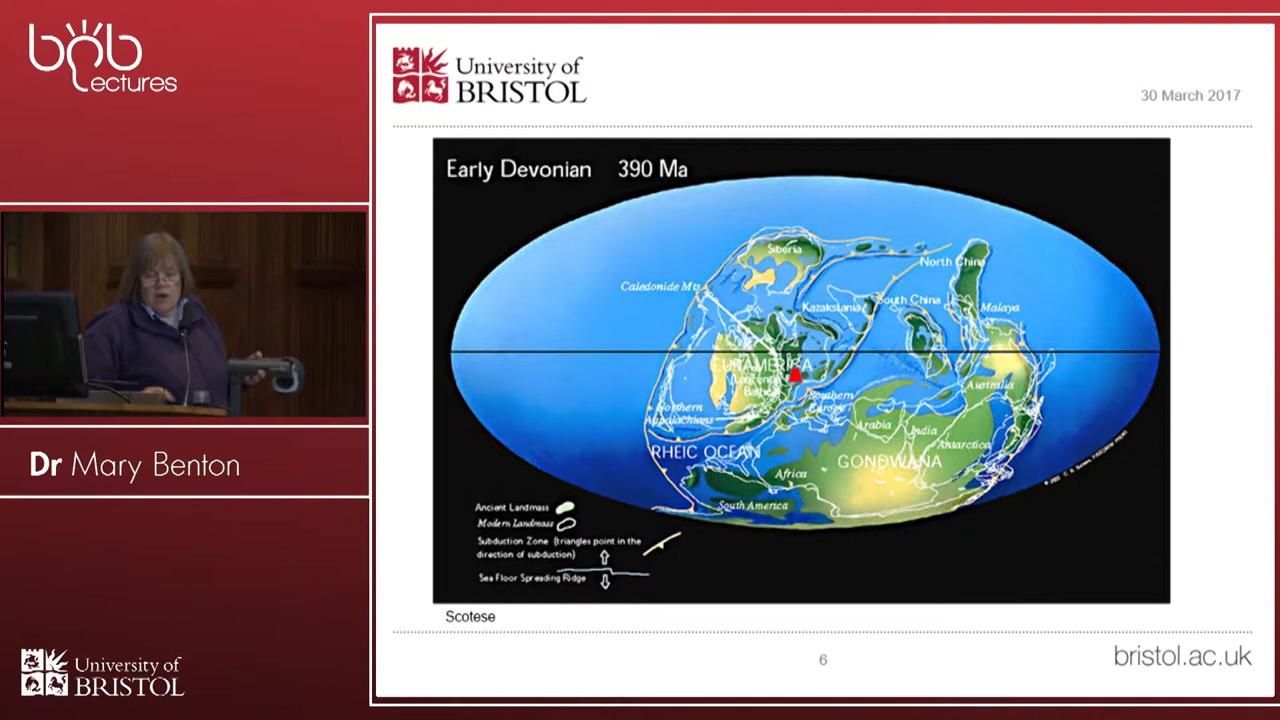 bob
Lectures
Dr Mary Benton
University of
BRISTOL
University of
BRISTOL
30 March 2017
Early Devonian 390 Ma
Siberia
North China
Caledonide Mts
Kazakstania
South China
Malaya
EURAMERICA
Australia
Southern
Europe
Northern
Appalachians
Arabia
India
Antarctica
RHEIC OCEAN
GONDWANA
Africa
South America
Ancient Landmass
Modern Landmass
Subduction Zone (triangles point in the
direction of subduction)
Sea Floor Spreading Ridge
Scotese
6
bristol.ac.uk